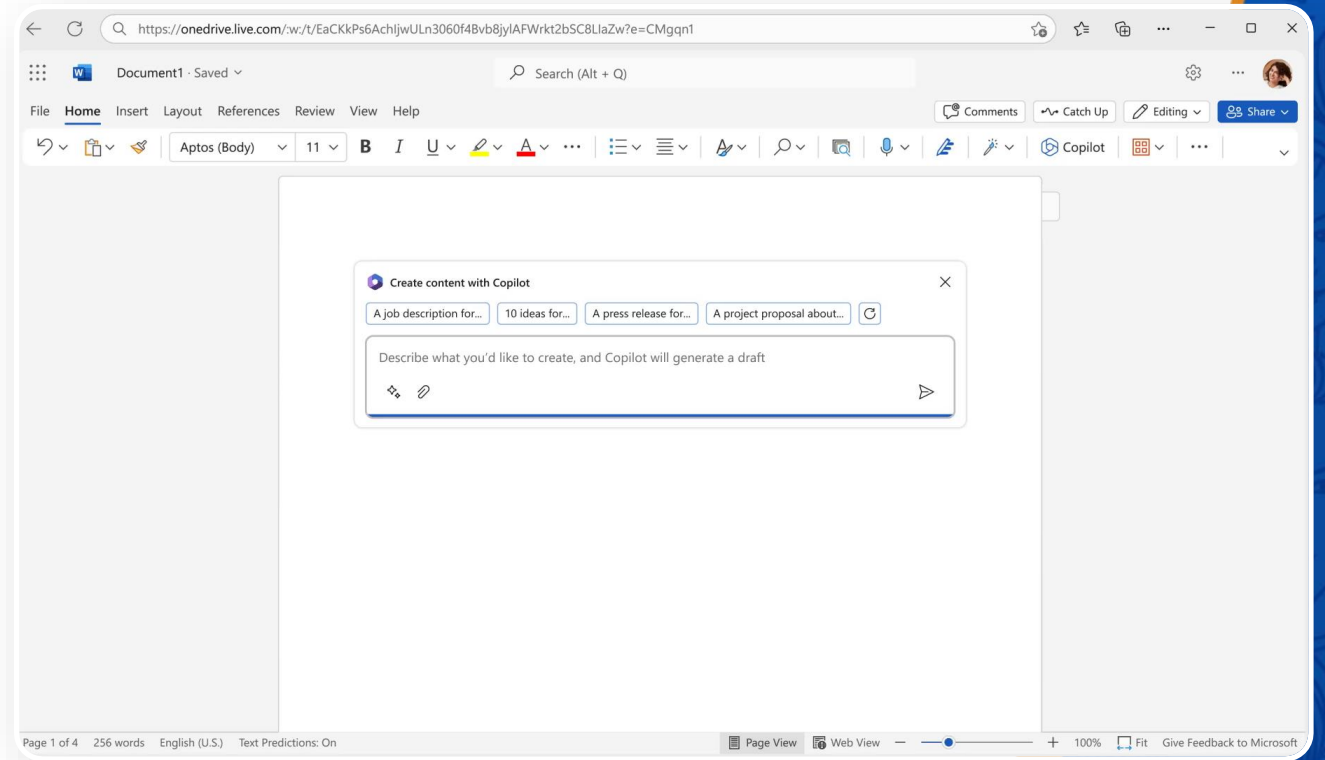 https://onedrive.live.com/:w:/t/EaCKkPs6AchIjwULn3060f4Bvb8jylAFWrkt2bSC8LIaZw?e=CMgqn1
W Document1 · Saved Search (Alt + Q)
File Home Insert Layout References Review View Help Comments Catch Up Editing Share
Aptos (Body) 11 B I U A A Copilot
Create content with Copilot
A job description for... 10 ideas for... A press release for... A project proposal about...
Describe what you'd like to create, and Copilot will generate a draft
Page 1 of 4 256 words English (U.S.) Text Predictions: On Page View Web View 100% Fit Give Feedback to Microsoft